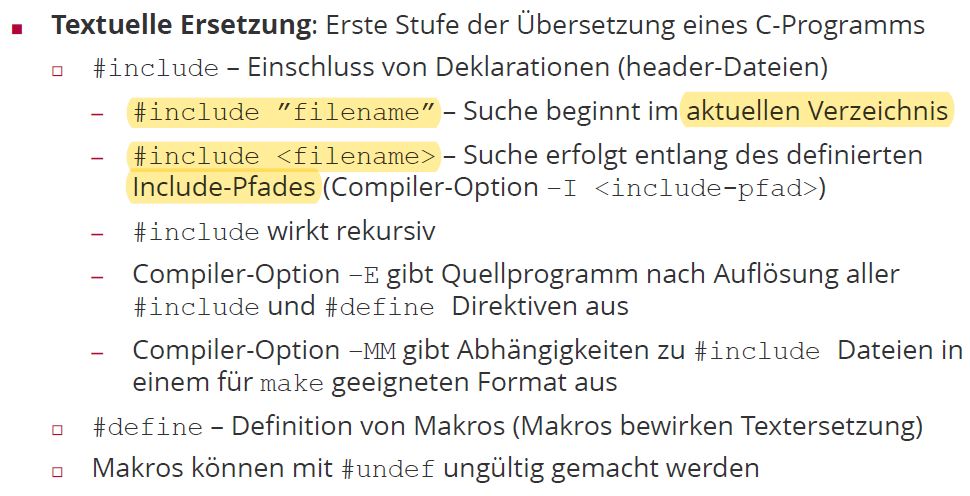 ▪ Textuelle Ersetzung: Erste Stufe der Übersetzung eines C-Programms
▫ #include – Einschluss von Deklarationen (header-Dateien)
– #include ”filename” – Suche beginnt im aktuellen Verzeichnis
– #include <filename> – Suche erfolgt entlang des definierten
Include-Pfades (Compiler-Option –I <include-pfad>)
– #include wirkt rekursiv
– Compiler-Option –E gibt Quellprogramm nach Auflösung aller
#include und #define Direktiven aus
– Compiler-Option –MM gibt Abhängigkeiten zu #include Dateien in
einem für make geeigneten Format aus
▫ #define – Definition von Makros (Makros bewirken Textersetzung)
▫ Makros können mit #undef ungültig gemacht werden